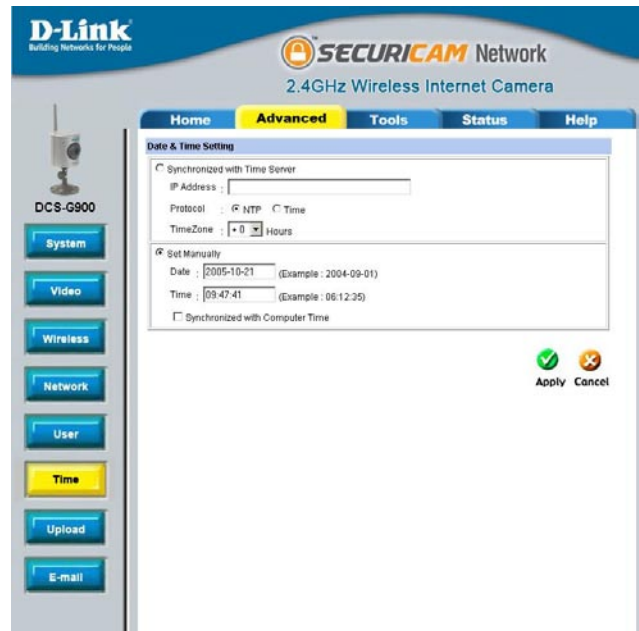 D-Link
Building Networks for People
SECURICAM Network
2.4GHz Wireless Internet Camera
Home Advanced Tools Status Help
DCS-G900
System
Video
Wireless
Network
User
Time
Upload
E-mail
Date & Time Setting
Synchronized with Time Server
IP Address :
Protocol : NTP Time
TimeZone : + 0 Hours
Set Manually
Date : 2005-10-21 (Example : 2004-09-01)
Time : 09:47:41 (Example : 06:12:35)
Synchronized with Computer Time
Apply Cancel